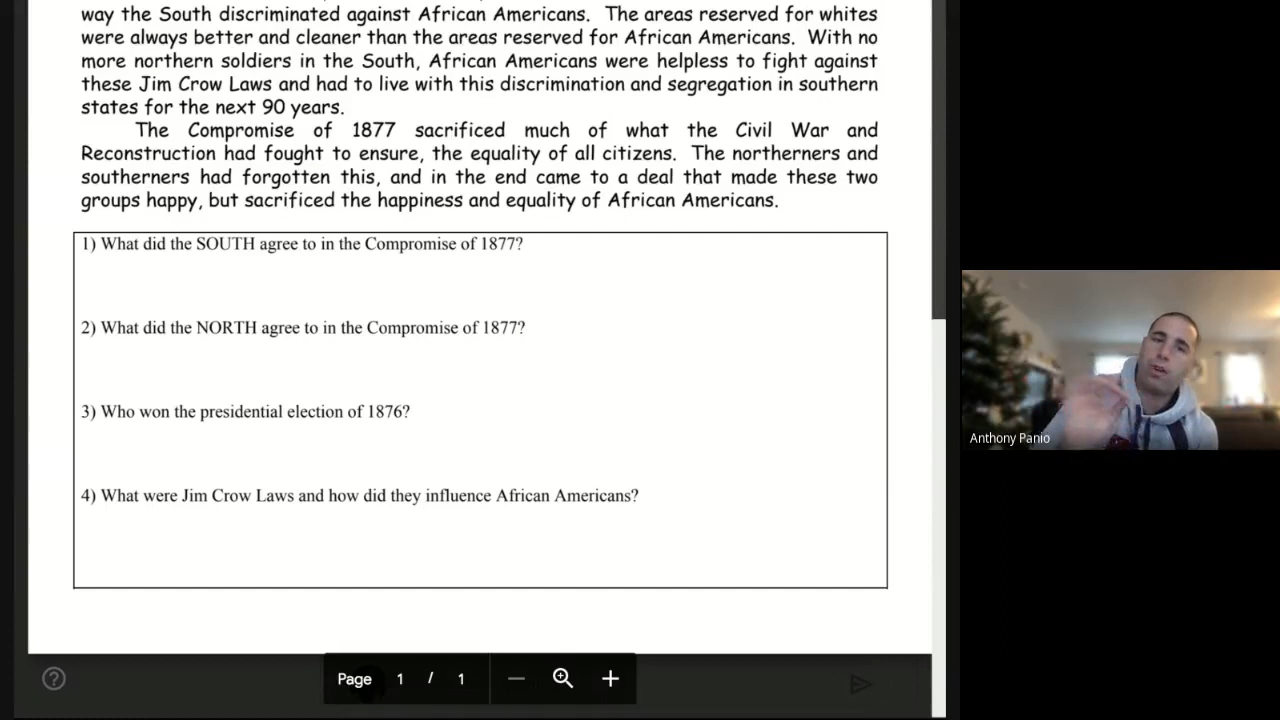 way the South discriminated against African Americans.  The areas reserved for whites
were always better and cleaner than the areas reserved for African Americans.  With no
more northern soldiers in the South, African Americans were helpless to fight against
these Jim Crow Laws and had to live with this discrimination and segregation in southern
states for the next 90 years.
The Compromise of 1877 sacrificed much of what the Civil War and
Reconstruction had fought to ensure, the equality of all citizens.  The northerners and
southerners had forgotten this, and in the end came to a deal that made these two
groups happy, but sacrificed the happiness and equality of African Americans.
1) What did the SOUTH agree to in the Compromise of 1877?
2) What did the NORTH agree to in the Compromise of 1877?
3) Who won the presidential election of 1876?
4) What were Jim Crow Laws and how did they influence African Americans?
Anthony Panio
Page 1 / 1